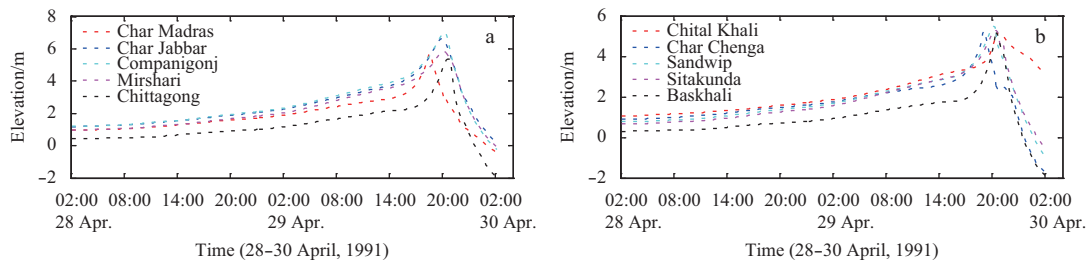 8
6
4
2
0
−2
Elevation/m
a
Char Madras
Char Jabbar
Companigonj
Mirshari
Chittagong
02:00 08:00 14:00 20:00 02:00 08:00 14:00 20:00 02:00
28 Apr. 29 Apr. 30 Apr.
Time (28−30 April, 1991)
6
4
2
0
−2
Elevation/m
b
Chital Khali
Char Chenga
Sandwip
Sitakunda
Baskhali
02:00 08:00 14:00 20:00 02:00 08:00 14:00 20:00 02:00
28 Apr. 29 Apr. 30 Apr.
Time (28−30 April, 1991)